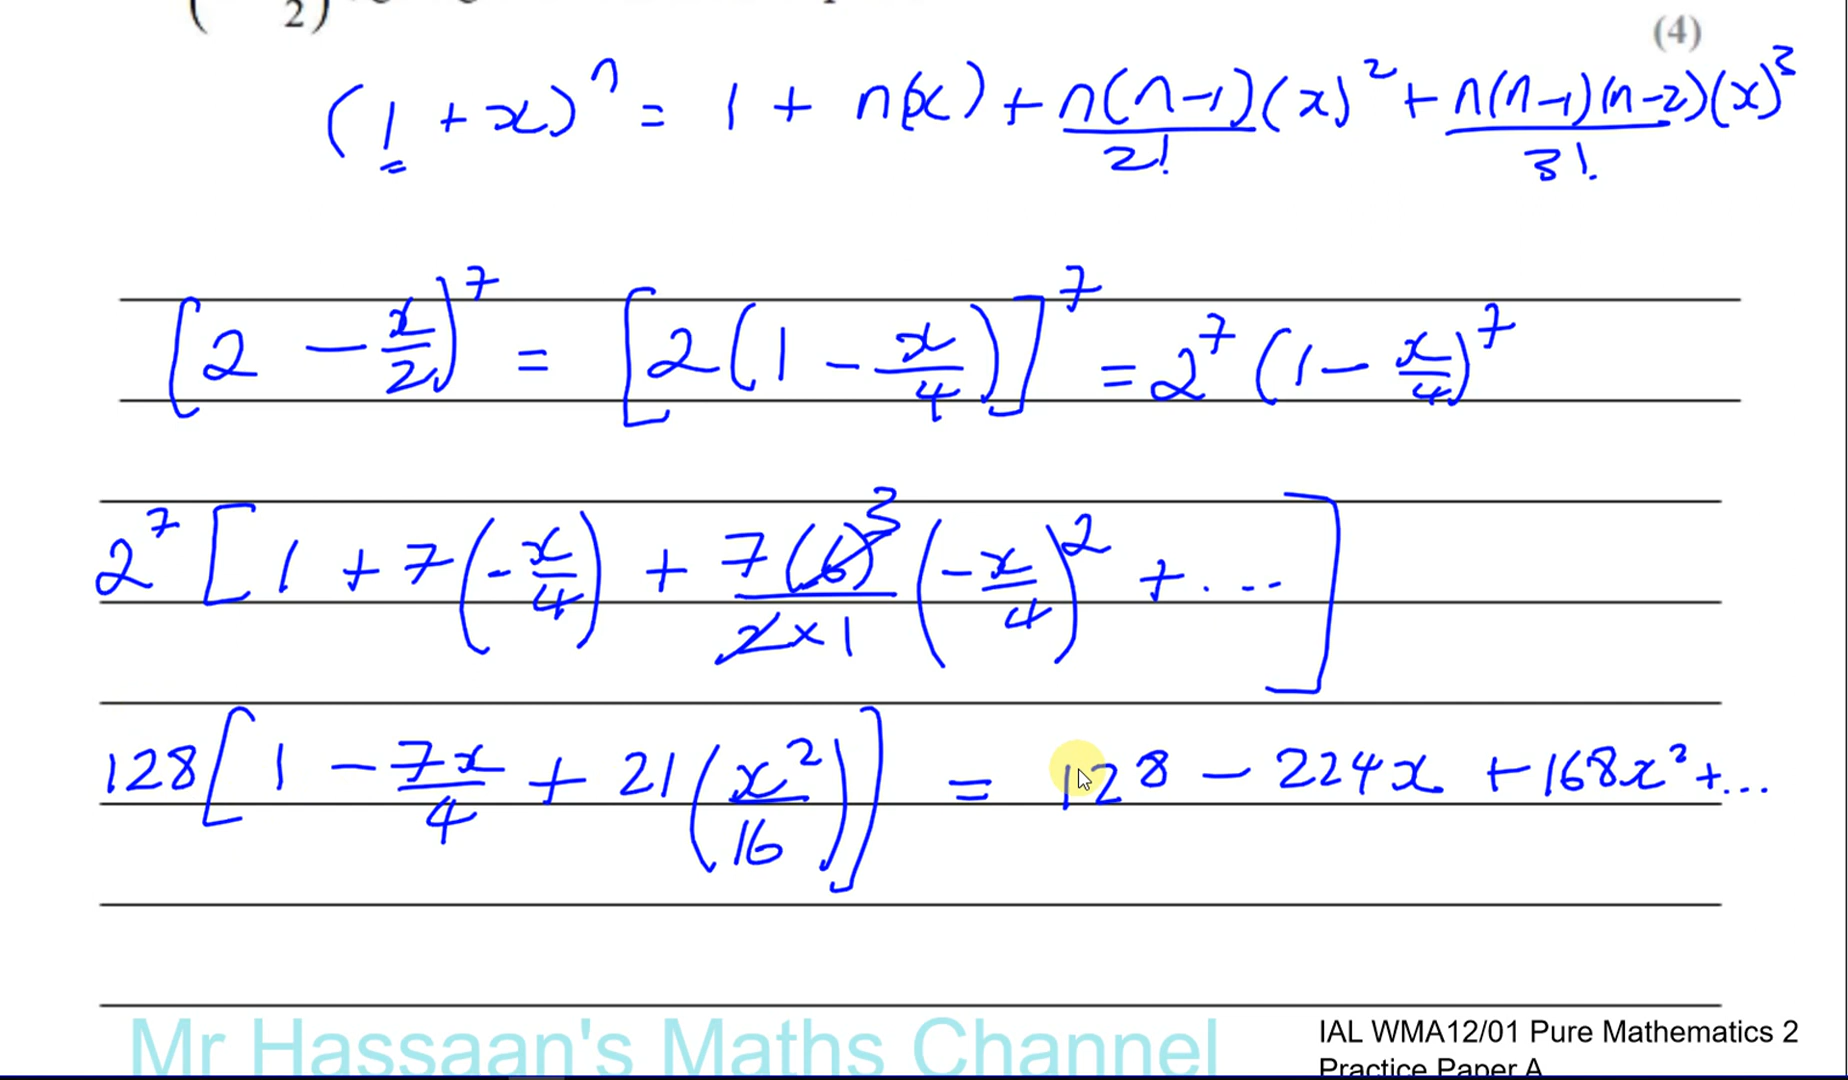 2)
(4)
(1 + x)^n = 1 + n(x) + n(n-1)/2! (x)^2 + n(n-1)(n-2)/3! (x)^3
[2 - x/2)^7 = [2(1 - x/4)]^7 = 2^7 (1 - x/4)^7
2^7 [1 + 7(-x/4) + 7(6)^3/2×1 (-x/4)^2 + ... ]
128[1 - 7x/4 + 21(x^2/16)] = 128 - 224x + 168x^2 + ...
Mr Hassaan's Maths Channel
IAL WMA12/01 Pure Mathematics 2
Practice Paper A